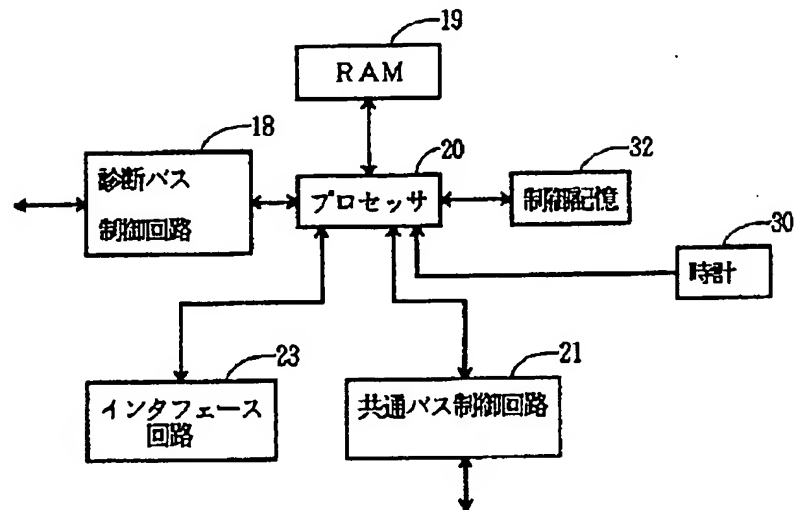 19
RAM
18
診断バス
制御回路
20
プロセッサ
32
制御記憶
30
時計
23
インタフェース
回路
21
共通バス制御回路